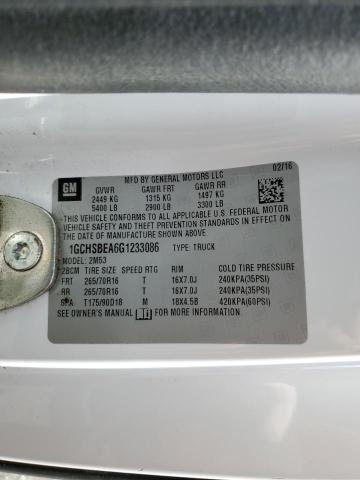 GM
MFD BY GENERAL MOTORS LLC 02/16
GVWR GAWR FRT GAWR RR
2449 KG 1315 KG 1497 KG
5400 LB 2900 LB 3300 LB
THIS VEHICLE CONFORMS TO ALL APPLICABLE U.S. FEDERAL MOTOR
VEHICLE SAFETY AND THEFT PREVENTION STANDARDS IN EFFECT
ON THE DATE OF MANUFACTURE SHOWN ABOVE.
1GCHSBEA6G1233086 TYPE: TRUCK
MODEL: 2M53
2BCM TIRE SIZE SPEED RTG RIM COLD TIRE PRESSURE
FRT 265/70R16 T 16X7.0J 240KPA(35PSI)
RR 265/70R16 T 16X7.0J 240KPA(35PSI)
SPA T175/90D18 M 18X4.5B 420KPA(60PSI)
SEE OWNER'S MANUAL FOR MORE INFORMATION.